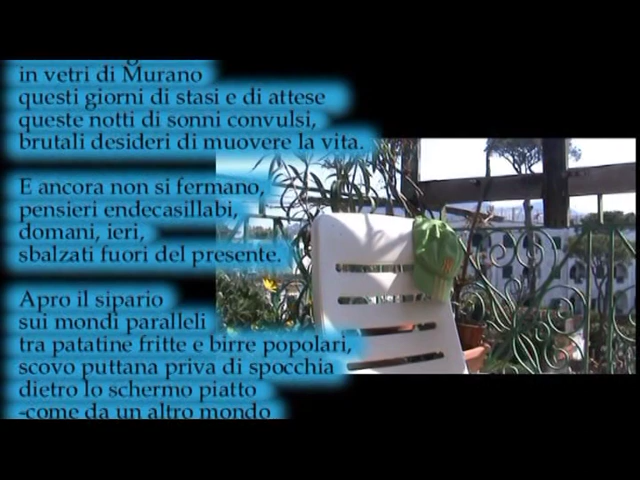 in vetri di Murano
questi giorni di stasi e di attese
queste notti di sonni convulsi,
brutali desideri di muovere la vita.
E ancora non si fermano,
pensieri endecasillabi,
domani, ieri,
sbalzati fuori del presente.
Apro il sipario
sui mondi paralleli
tra patatine fritte e birre popolari,
scovo puttana priva di spocchia
dietro lo schermo piatto
-come da un altro mondo